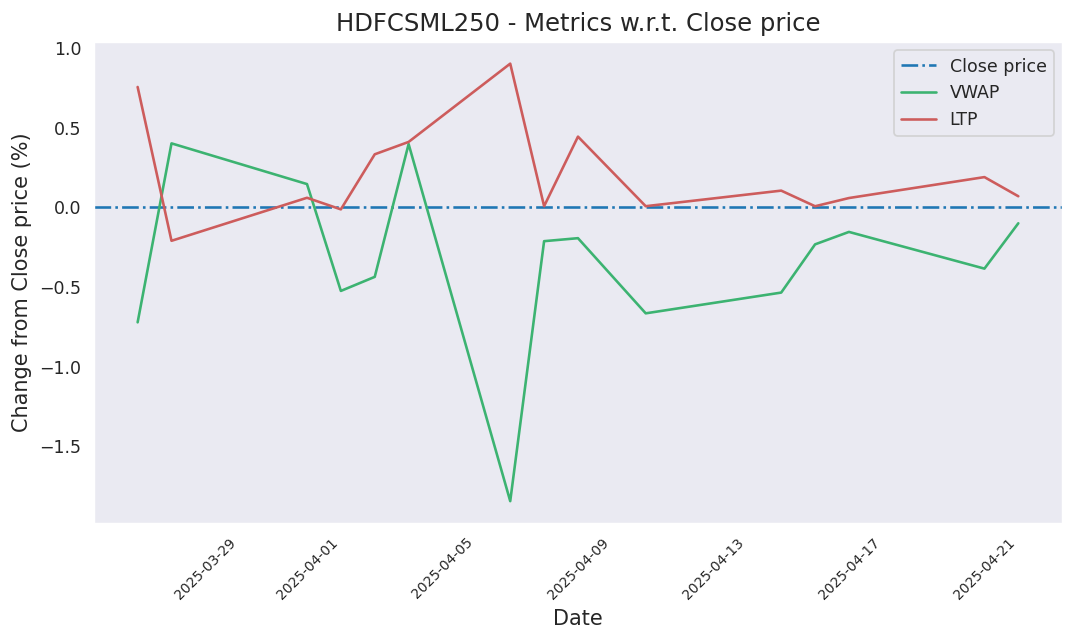 HDFCSML250 - Metrics w.r.t. Close price
Close price
VWAP
LTP
Change from Close price (%)
1.0
0.5
0.0
−0.5
−1.0
−1.5
2025-03-29
2025-04-01
2025-04-05
2025-04-09
2025-04-13
2025-04-17
2025-04-21
Date